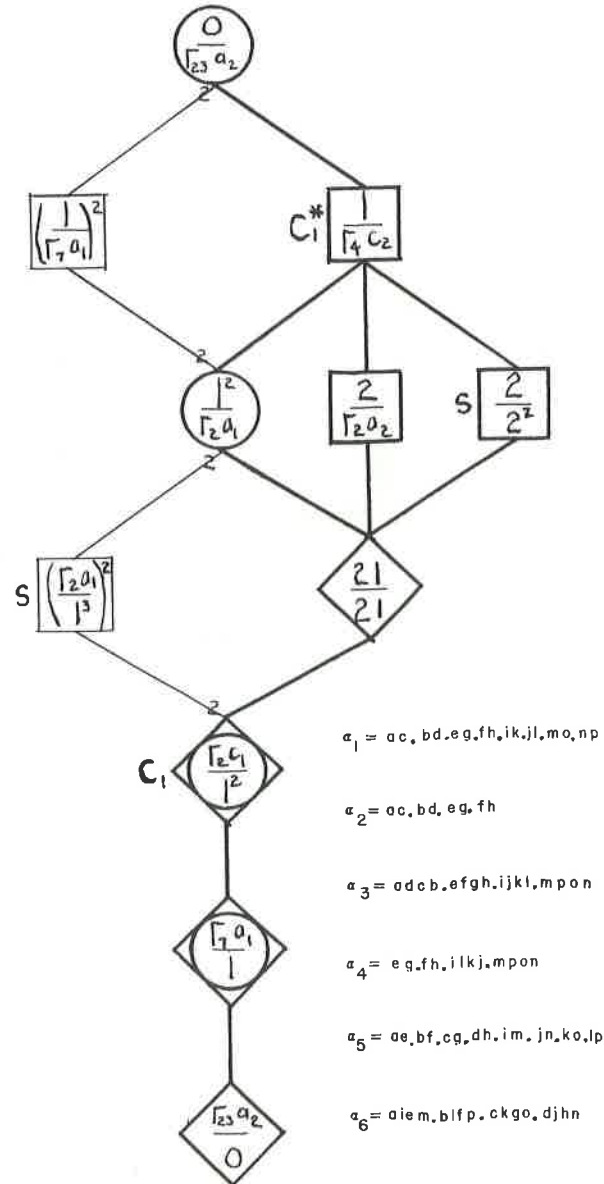 0
Γ₂₃ a₂
2
(1 / Γ₇ a₁)²
C₁* 1 / Γ₄ C₂
2
1² / Γ₂ a₁
2 / Γ₂ a₂
S 2 / 2²
2
S (Γ₂ a₁ / 1³)²
21 / 21
2
C₁ Γ₂ C₁ / 1²
α₁ = ac. bd.eg.fh.ik.jl.mo.np
α₂ = ac.bd.eg.fh
α₃ = adcb.efgh.ijkl.mpon
Γ₇ a₁ / 1
α₄ = eg.fh.ilkj.mpon
α₅ = ae.bf.cg.dh.im.jn.ko.lp
Γ₂₃ a₂ / 0
α₆ = aiem.blfp.ckgo.djhn